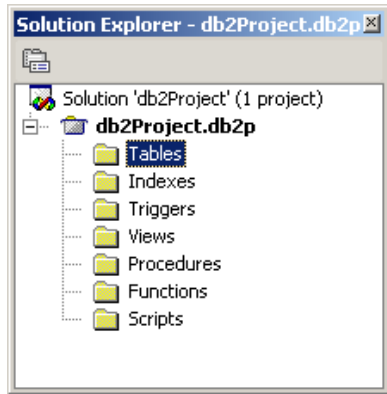 Solution Explorer - db2Project.db2p
Solution 'db2Project' (1 project)
db2Project.db2p
Tables
Indexes
Triggers
Views
Procedures
Functions
Scripts